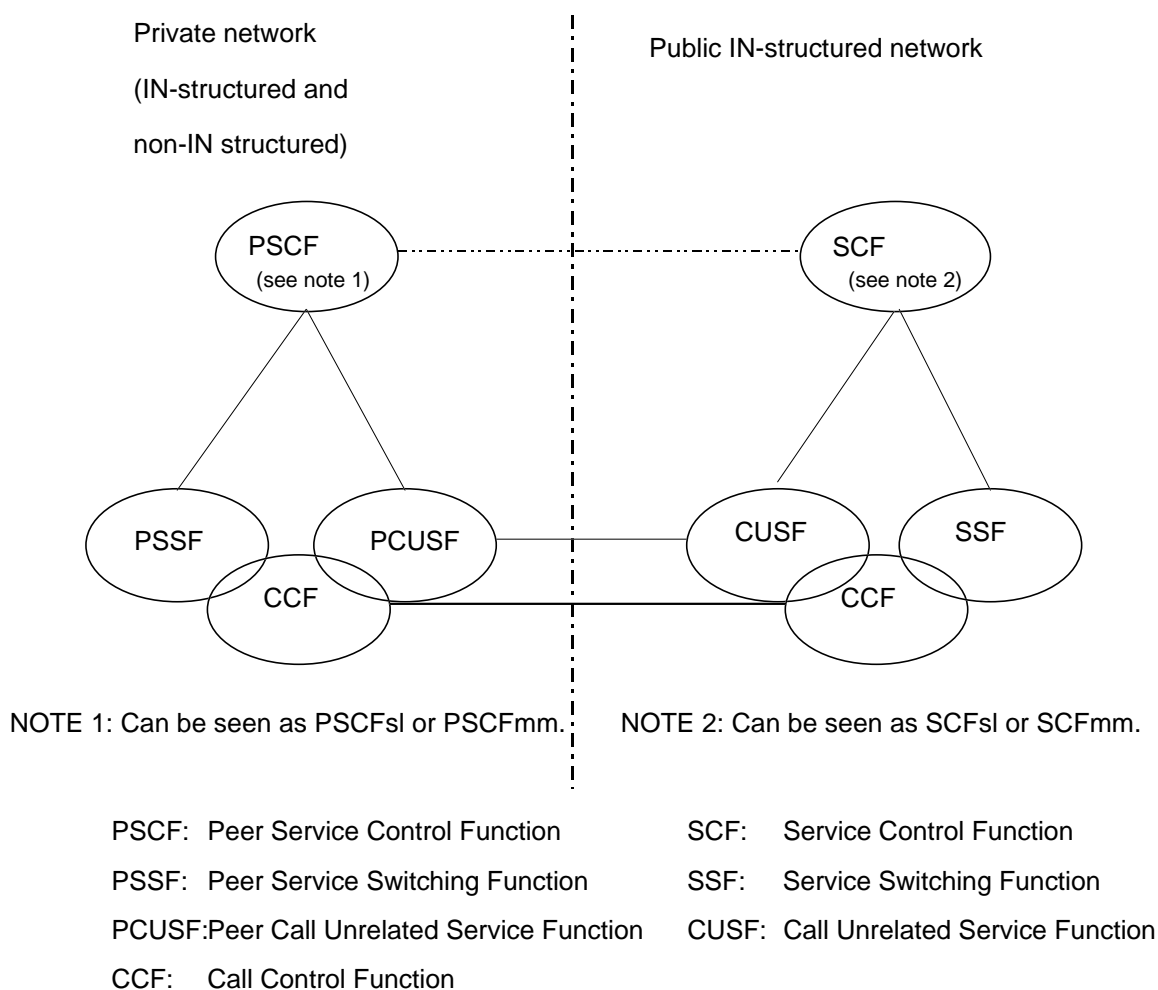 Private network
(IN-structured and
non-IN structured)
Public IN-structured network
PSCF
(see note 1)
SCF
(see note 2)
PSSF
PCUSF
CCF
CUSF
SSF
CCF
NOTE 1: Can be seen as PSCFsl or PSCFmm.
NOTE 2: Can be seen as SCFsl or SCFmm.
PSCF: Peer Service Control Function
SCF: Service Control Function
PSSF: Peer Service Switching Function
SSF: Service Switching Function
PCUSF:Peer Call Unrelated Service Function
CUSF: Call Unrelated Service Function
CCF: Call Control Function